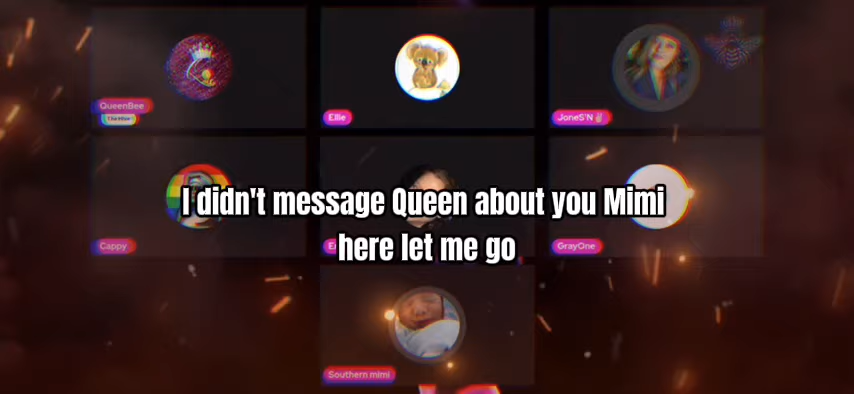 QueenBee
Ellie
JoneS'N ✌
I didn't message Queen about you Mimi
here let me go
Cappy
GrayOne
Southern mimi